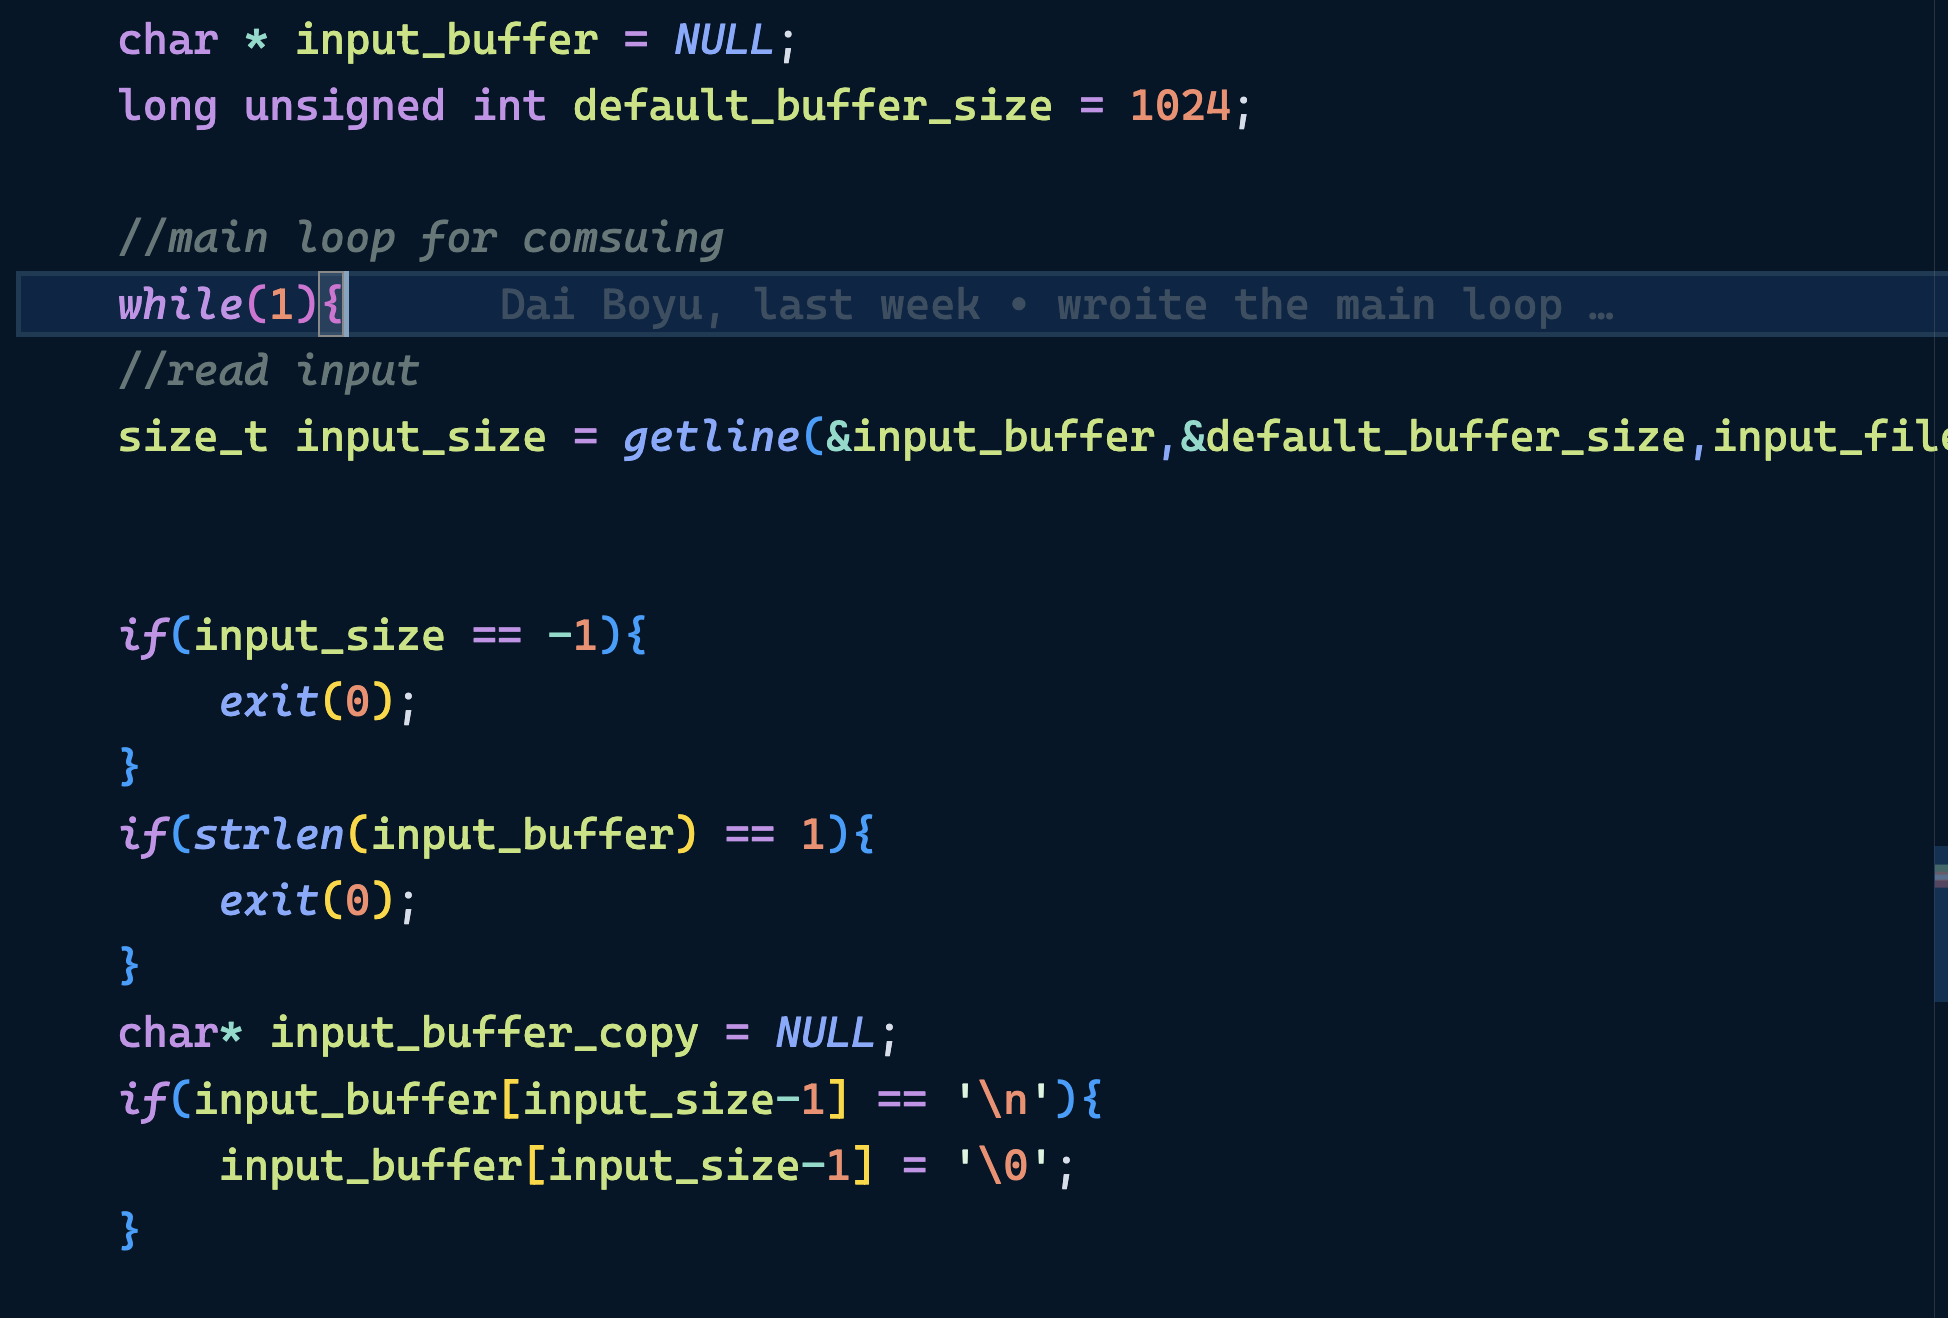 char * input_buffer = NULL;
long unsigned int default_buffer_size = 1024;
//main loop for comsuing
while(1){ Dai Boyu, last week • wroite the main loop …
//read input
size_t input_size = getline(&input_buffer,&default_buffer_size,input_file
if(input_size == -1){
exit(0);
}
if(strlen(input_buffer) == 1){
exit(0);
}
char* input_buffer_copy = NULL;
if(input_buffer[input_size-1] == '\n'){
input_buffer[input_size-1] = '\0';
}